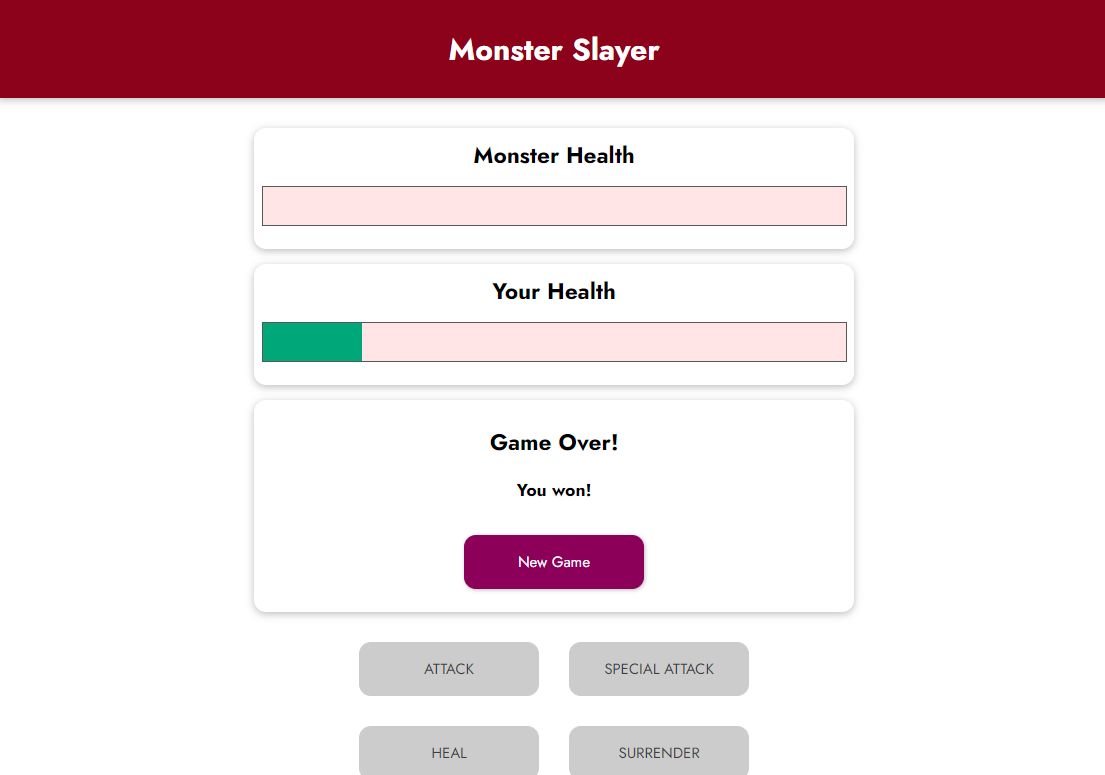 Monster Slayer
Monster Health
Your Health
Game Over!
You won!
New Game
ATTACK
SPECIAL ATTACK
HEAL
SURRENDER